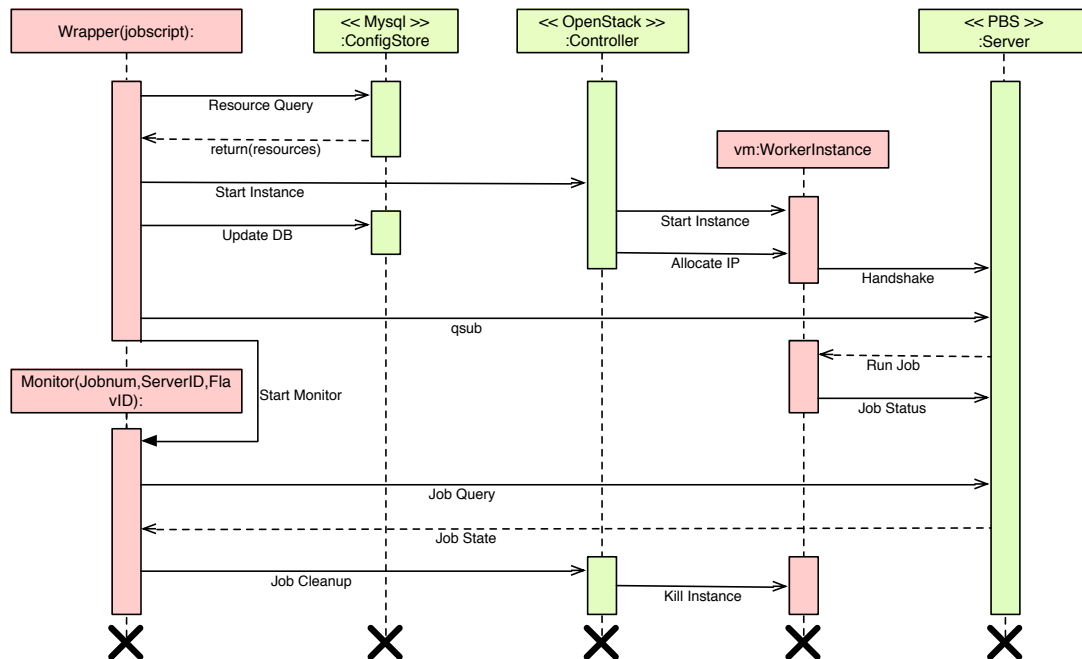 Wrapper(jobscript):
<< Mysql >>
:ConfigStore
<< OpenStack >>
:Controller
<< PBS >>
:Server
Resource Query
return(resources)
vm:WorkerInstance
Start Instance
Start Instance
Update DB
Allocate IP
Handshake
qsub
Run Job
Monitor(Jobnum,ServerID,Fla
vID):
Start Monitor
Job Status
Job Query
Job State
Job Cleanup
Kill Instance